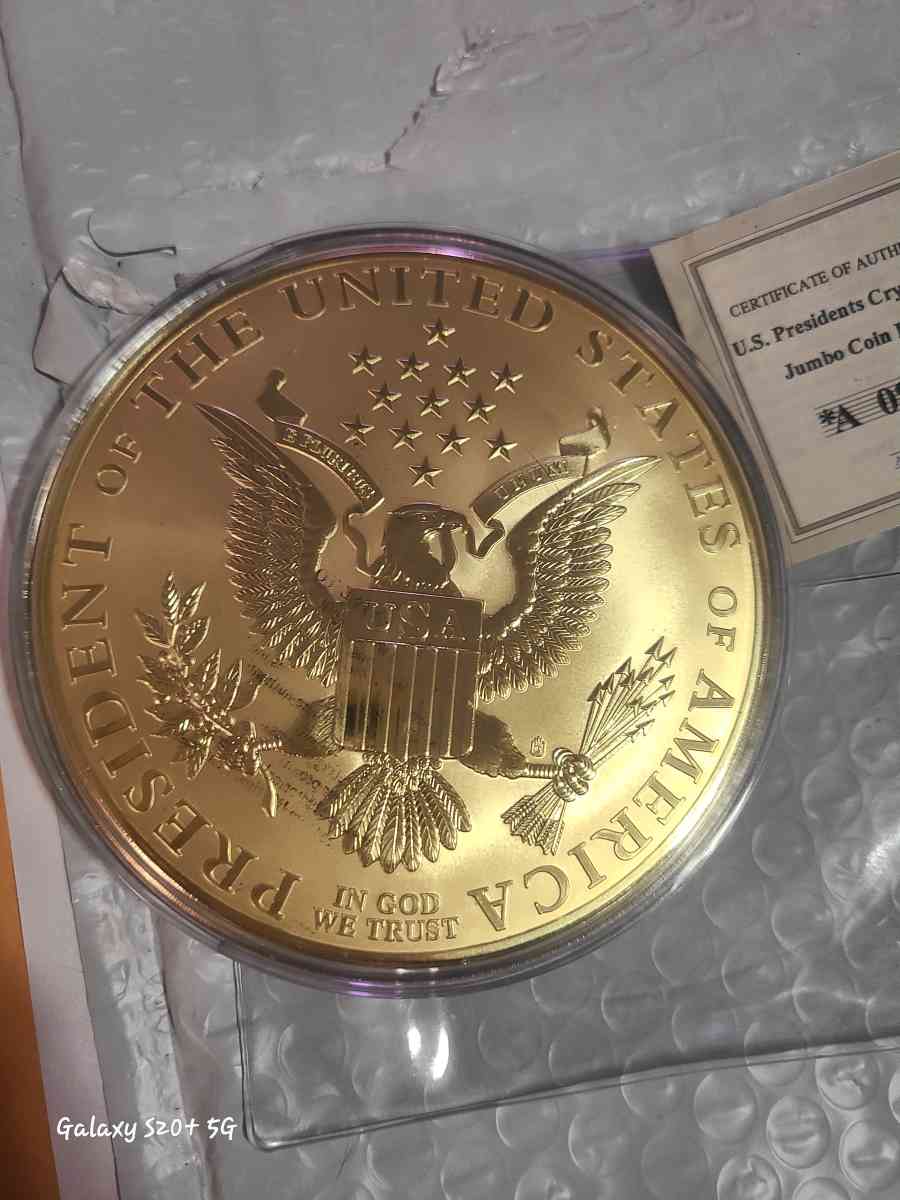 PRESIDENT OF THE UNITED STATES OF AMERICA
E PLURIBUS
UNUM
USA
IN GOD
WE TRUST
CERTIFICATE OF AUTH
U.S. Presidents Cry
Jumbo Coin
*A 0
Galaxy S20+ 5G